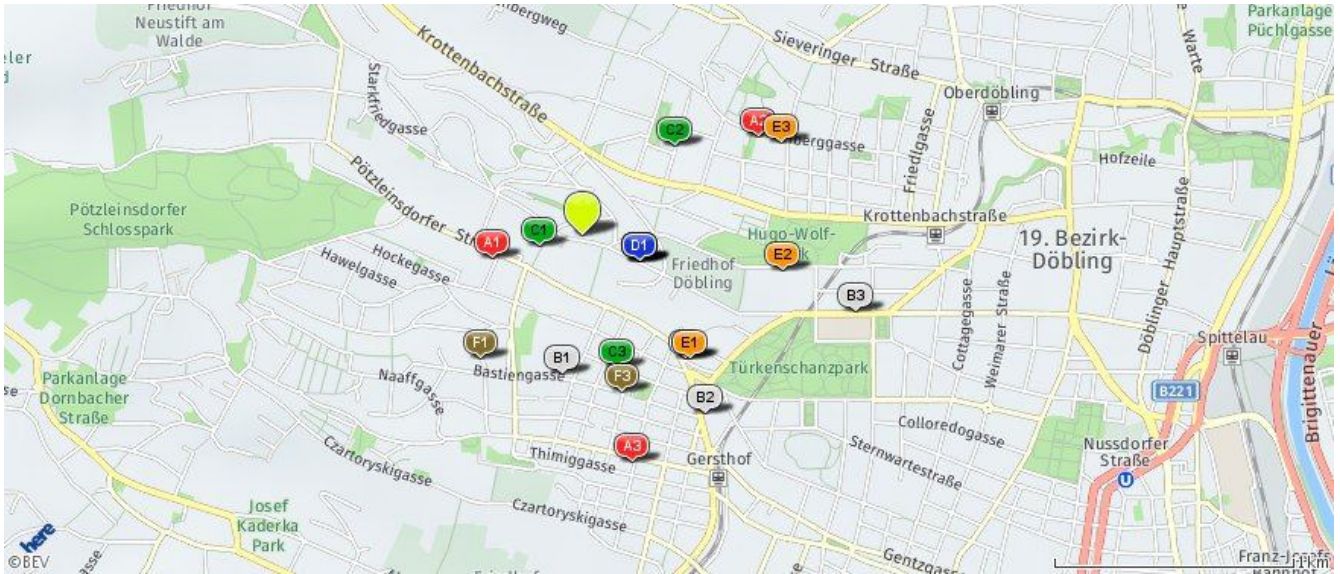 Friedhof
Neustift am
Walde
Krottenbachstraße
Sieveringer Straße
Warte
Parkanlage
Püchlgasse
Starkfriedgasse
Oberdöbling
C2
E3
Friedlgasse
Hofzeile
Pötzleinsdorfer
Schlosspark
Pötzleinsdorfer
A1
C1
D1
Krottenbachstraße
Hugo-Wolf-
E2
19. Bezirk-
Döbling
Döblinger Hauptstraße
Hockegasse
Hawelgasse
Friedhof
Döbling
B3
Cottagegasse
Weimarer Straße
Spittelau
Brigittenauer
F1
B1
C3
E1
F3
Bastiengasse
Naaffgasse
Türkenschanzpark
Parkanlage
Dornbacher
Straße
B2
B221
Colloredogasse
A3
Thimiggasse
Gersthof
Sternwartestraße
Nussdorfer
Straße
U
Czartoryskigasse
Czartoryskigasse
Josef
Kaderka
Park
Gentzgasse
here
©BEV
1km